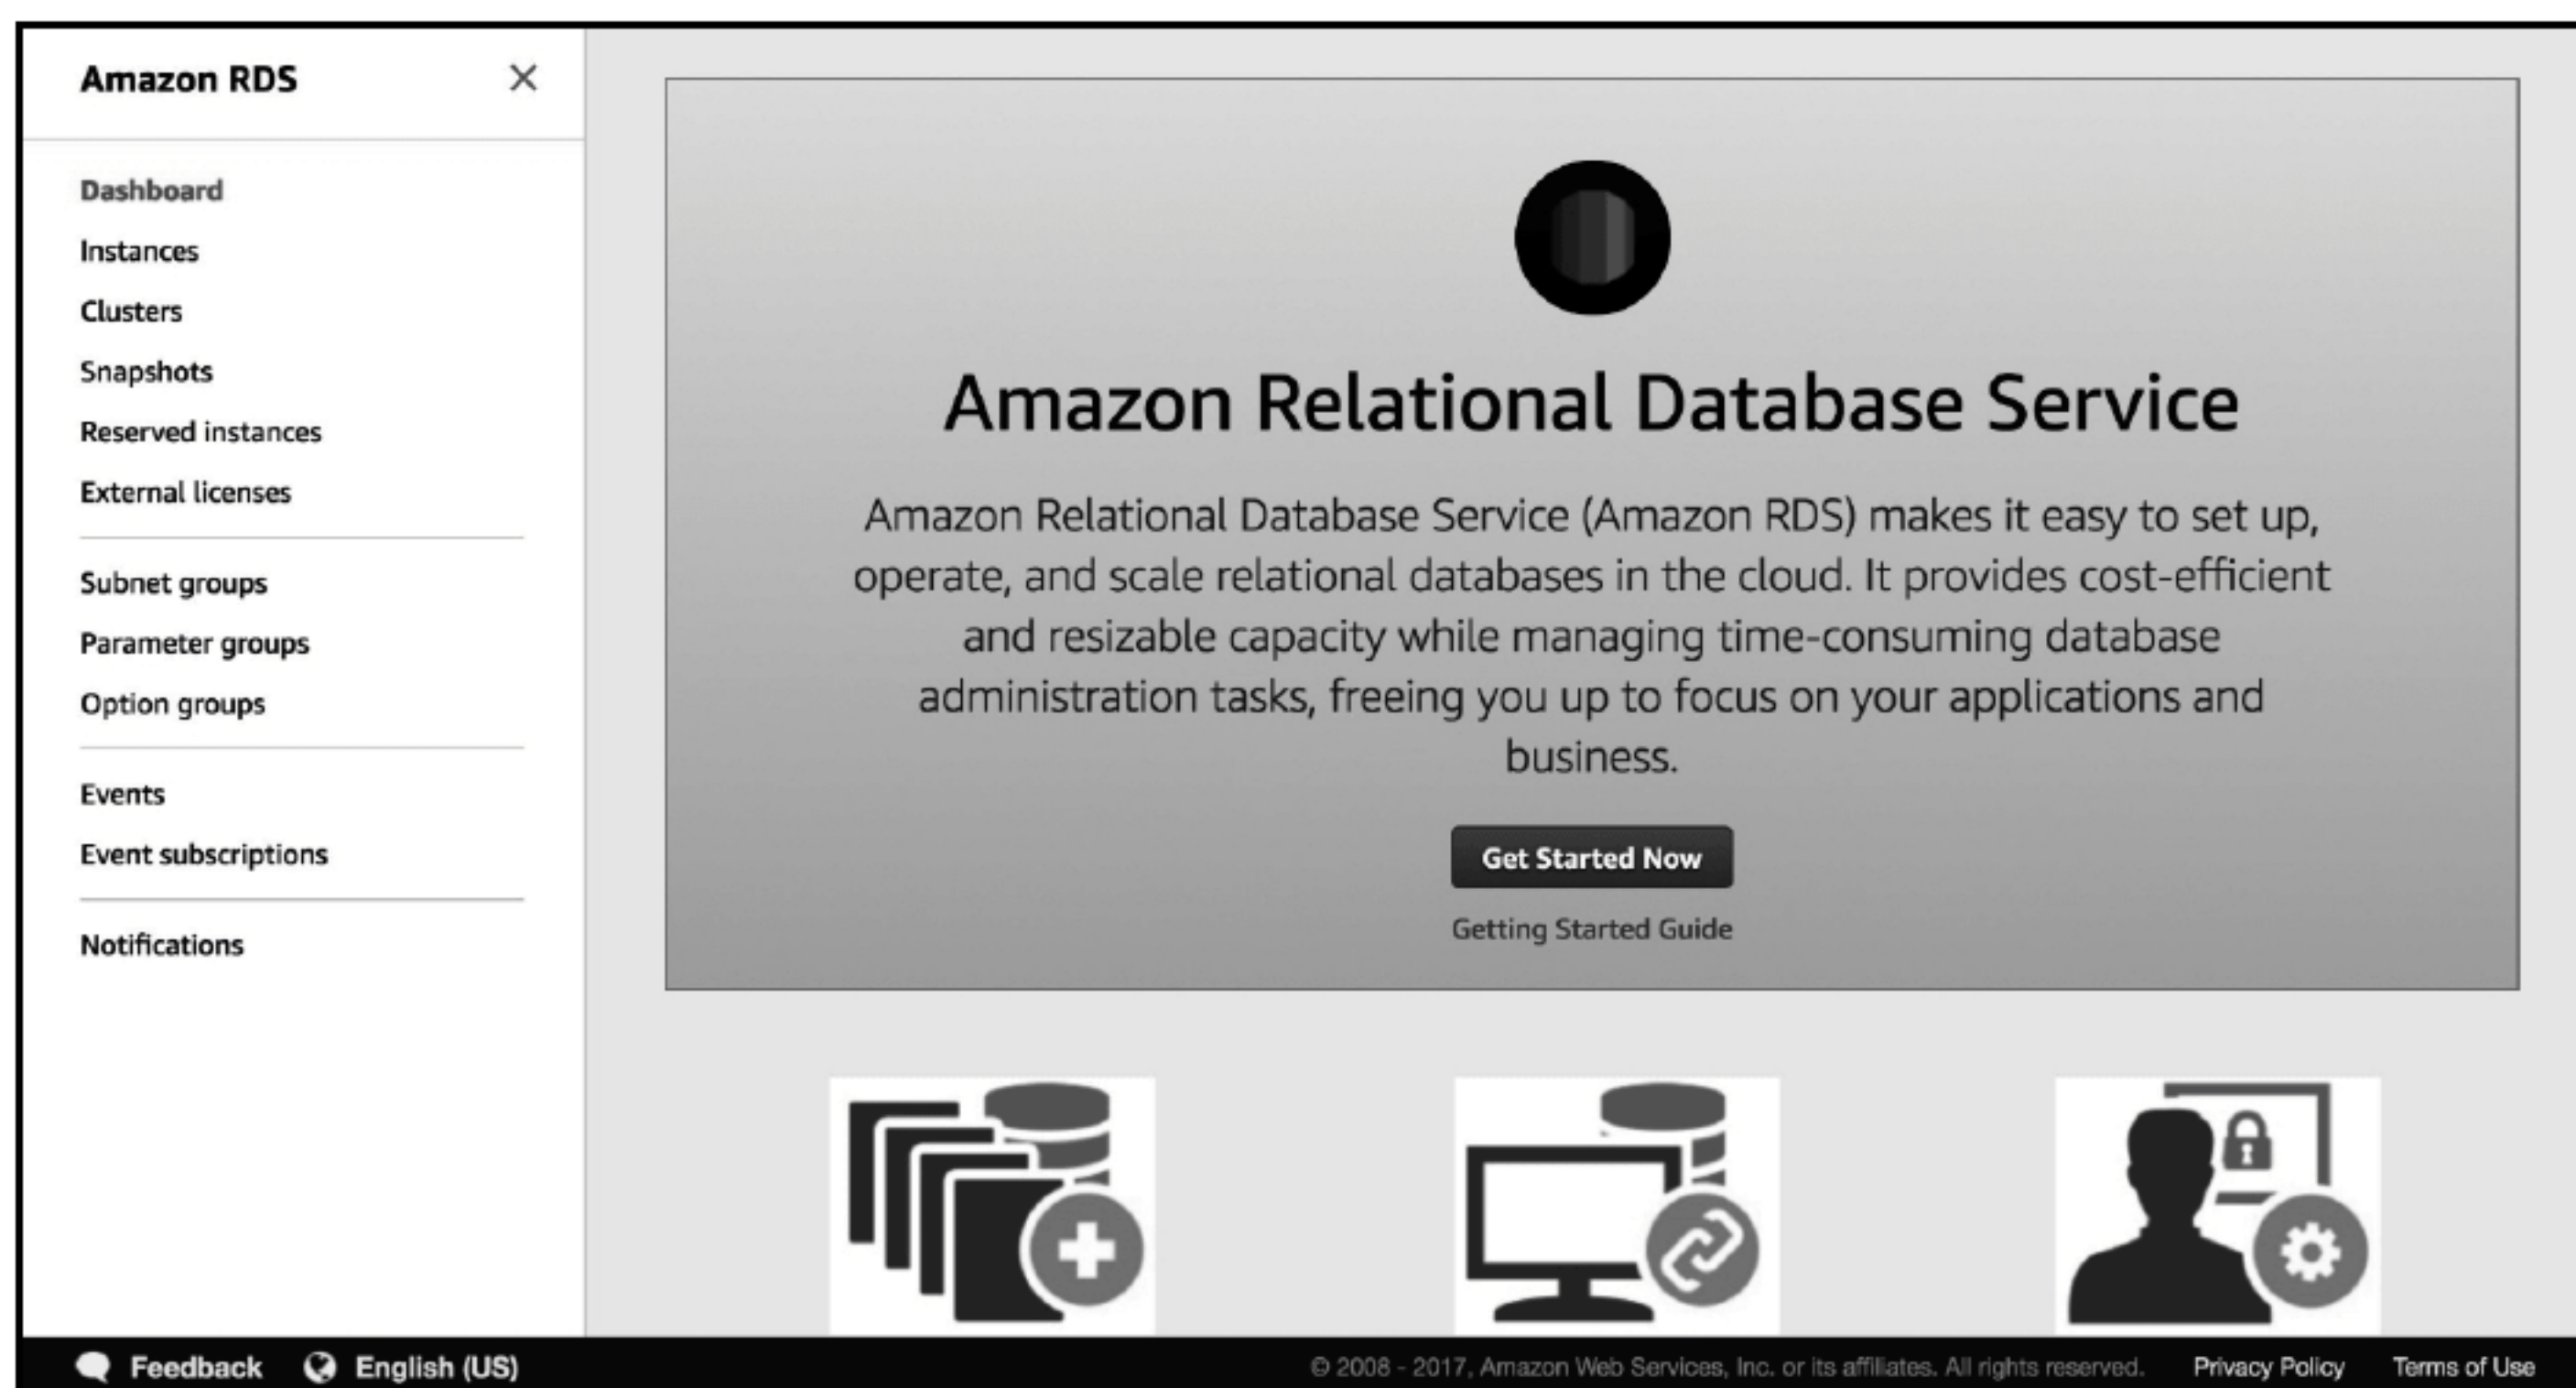 Amazon RDS
Dashboard
Instances
Clusters
Snapshots
Reserved instances
External licenses
Subnet groups
Parameter groups
Option groups
Events
Event subscriptions
Notifications
Amazon Relational Database Service
Amazon Relational Database Service (Amazon RDS) makes it easy to set up,
operate, and scale relational databases in the cloud. It provides cost-efficient
and resizable capacity while managing time-consuming database
administration tasks, freeing you up to focus on your applications and
business.
Get Started Now
Getting Started Guide
Feedback English (US) © 2008 - 2017, Amazon Web Services, Inc. or its affiliates. All rights reserved. Privacy Policy Terms of Use